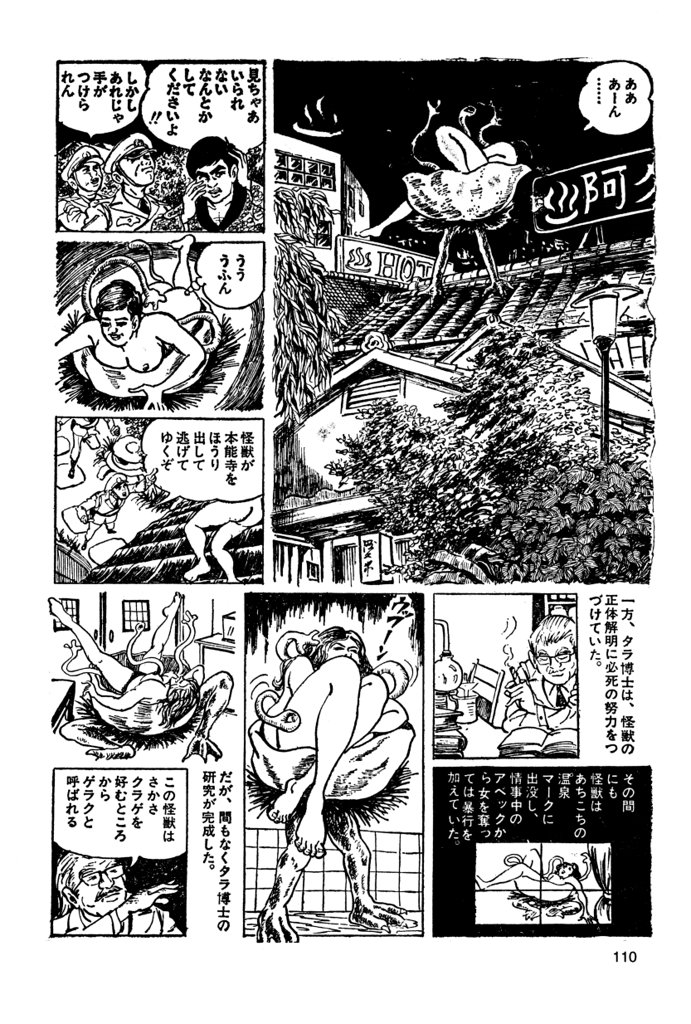 ああ
あーん
……
阿
HOT
見ちゃあ
いられ
ない
なんとか
して
くださいよ
!!
しかし
あれじゃ
手が
つけら
れん
うう
うふん
怪獣が
本能寺を
ほうり
出して
逃げて
ゆくぞ
一方、タラ博士は、怪獣の
正体解明に必死の努力をつ
づけていた。
その間
にも
怪獣は
あちこちの
温泉
マークに
出没し、
情事中の
アベックか
ら女を奪っ
ては暴行を
加えていた。
ウップー!
だが、間もなくタラ博士の
研究が完成した。
この怪獣は
さかさ
クラゲを
好むところ
から
ゲラクと
呼ばれる
110